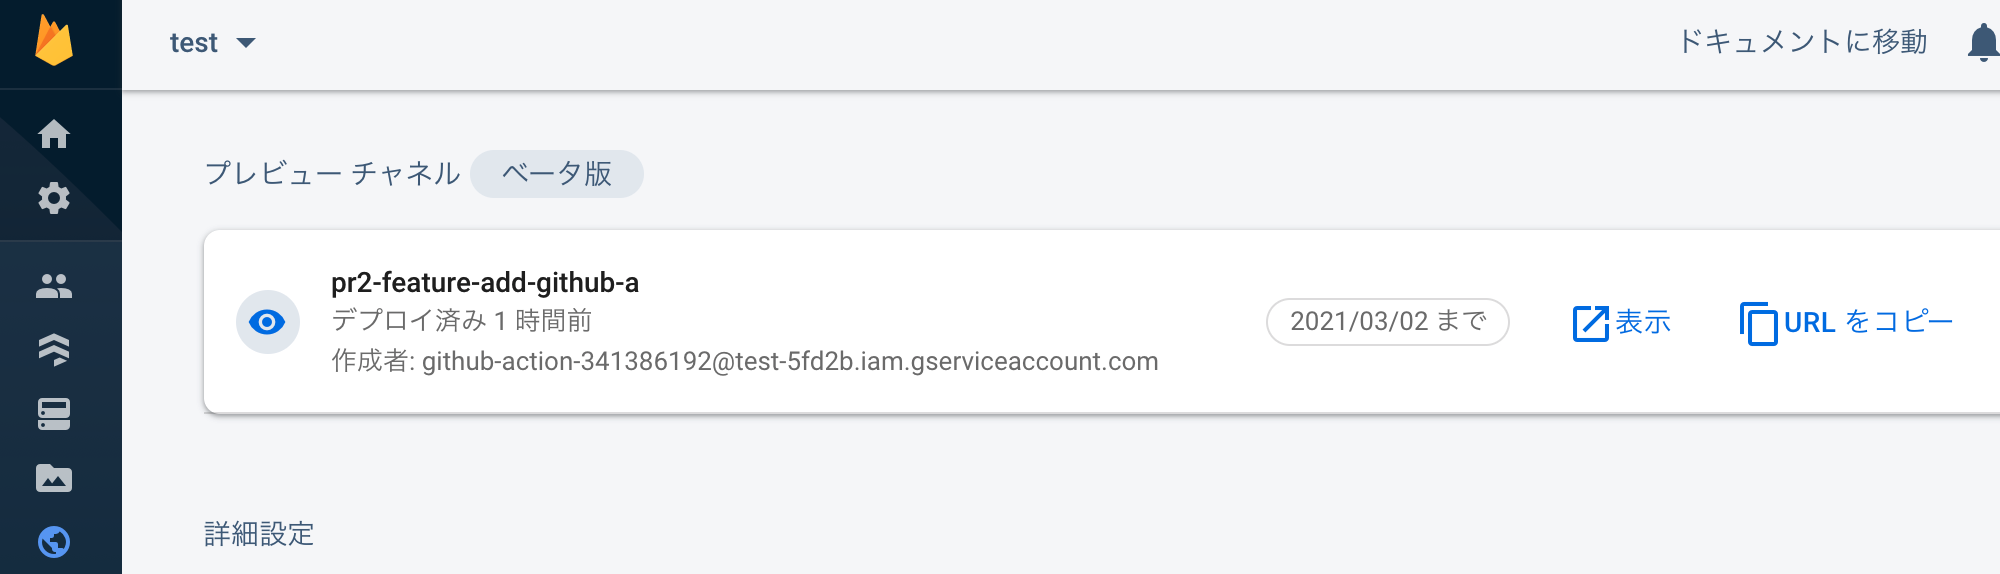 test
ドキュメントに移動
プレビュー チャネル ベータ版
pr2-feature-add-github-a
デプロイ済み 1 時間前
作成者: github-action-341386192@test-5fd2b.iam.gserviceaccount.com
2021/03/02 まで
表示
URL をコピー
詳細設定